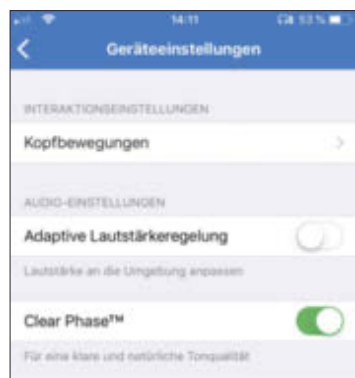 14:11 93 %
Geräteeinstellungen
INTERAKTIONSEINSTELLUNGEN
Kopfbewegungen
AUDIO-EINSTELLUNGEN
Adaptive Lautstärkeregelung
Lautstärke an die Umgebung anpassen
Clear Phase™
Für eine klare und natürliche Tonqualität